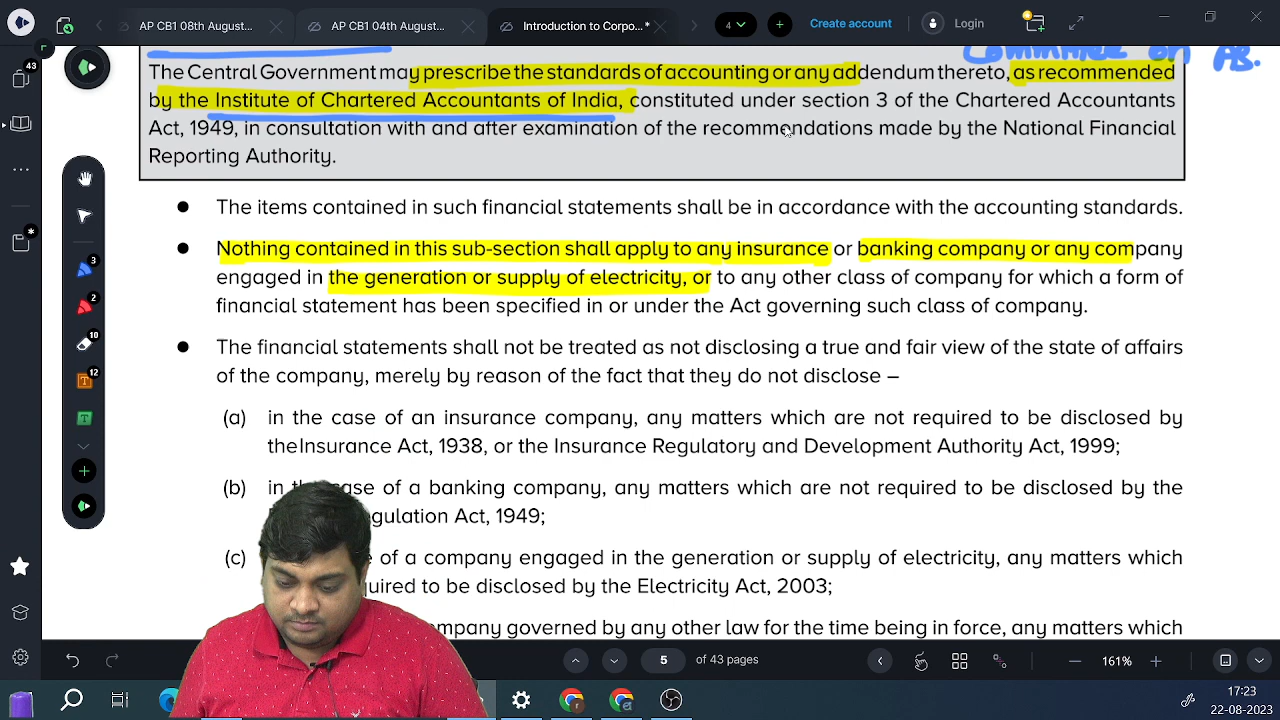 AP CB1 08th August...
AP CB1 04th August...
Introduction to Corpo... *
4
Create account
Login
43
Committee on AS.
The Central Government may prescribe the standards of accounting or any addendum thereto, as recommended
by the Institute of Chartered Accountants of India, constituted under section 3 of the Chartered Accountants
Act, 1949, in consultation with and after examination of the recommendations made by the National Financial
Reporting Authority.
● The items contained in such financial statements shall be in accordance with the accounting standards.
● Nothing contained in this sub-section shall apply to any insurance or banking company or any company
engaged in the generation or supply of electricity, or to any other class of company for which a form of
financial statement has been specified in or under the Act governing such class of company.
● The financial statements shall not be treated as not disclosing a true and fair view of the state of affairs
of the company, merely by reason of the fact that they do not disclose –
(a) in the case of an insurance company, any matters which are not required to be disclosed by
theInsurance Act, 1938, or the Insurance Regulatory and Development Authority Act, 1999;
(b) in the case of a banking company, any matters which are not required to be disclosed by the
gulation Act, 1949;
(c) of a company engaged in the generation or supply of electricity, any matters which
quired to be disclosed by the Electricity Act, 2003;
mpany governed by any other law for the time being in force, any matters which
3
2
10
12
T
T
5 of 43 pages
161%
17:23
22-08-2023